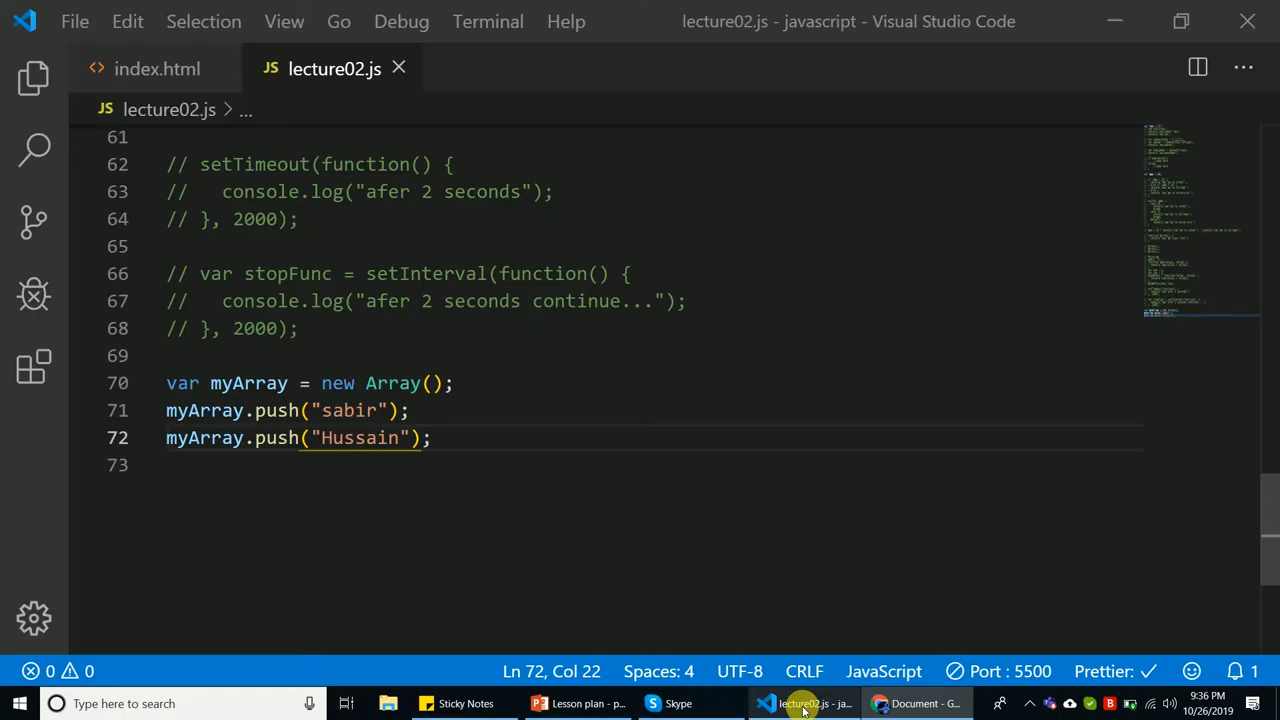 File Edit Selection View Go Debug Terminal Help lecture02.js - javascript - Visual Studio Code
index.html JS lecture02.js
JS lecture02.js > ...
61
62 // setTimeout(function() {
63 //   console.log("afer 2 seconds");
64 // }, 2000);
65
66 // var stopFunc = setInterval(function() {
67 //   console.log("afer 2 seconds continue...");
68 // }, 2000);
69
70 var myArray = new Array();
71 myArray.push("sabir");
72 myArray.push("Hussain");
73
0 0 Ln 72, Col 22 Spaces: 4 UTF-8 CRLF JavaScript Port : 5500 Prettier: 1
Type here to search Sticky Notes Lesson plan - p... Skype lecture02.js - ja... Document - G... 9:36 PM
10/26/2019